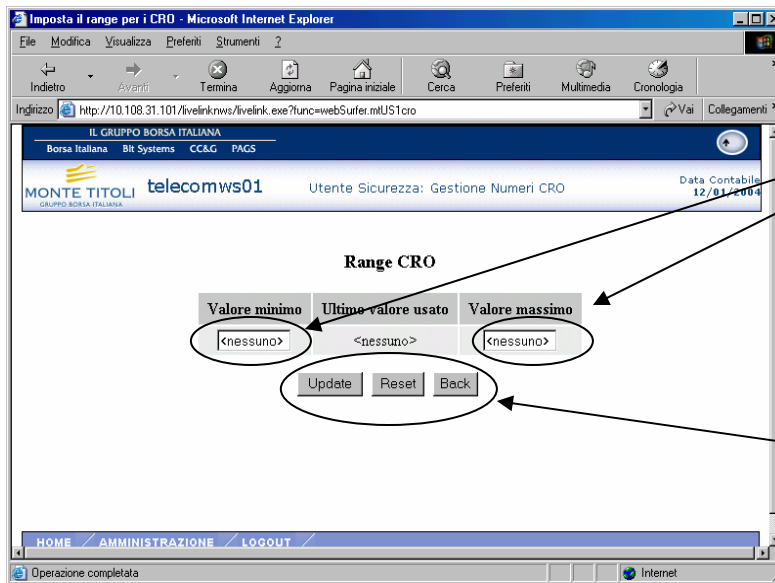 Imposta il range per i CRO - Microsoft Internet Explorer
File Modifica Visualizza Preferiti Strumenti ?
Indietro Avanti Termina Aggiorna Pagina iniziale Cerca Preferiti Multimedia Cronologia
Indirizzo http://10.108.31.101/livelinknws/livelink.exe?func=webSurfer.mtUS1cro Vai Collegamenti
IL GRUPPO BORSA ITALIANA
Borsa Italiana BIt Systems CC&G PAGS
MONTE TITOLI
GRUPPO BORSA ITALIANA
telecomws01 Utente Sicurezza: Gestione Numeri CRO
Data Contabile
12/01/2004
Range CRO
Valore minimo Ultimo valore usato Valore massimo
<nessuno> <nessuno> <nessuno>
Update Reset Back
HOME AMMINISTRAZIONE LOGOUT
Operazione completata Internet